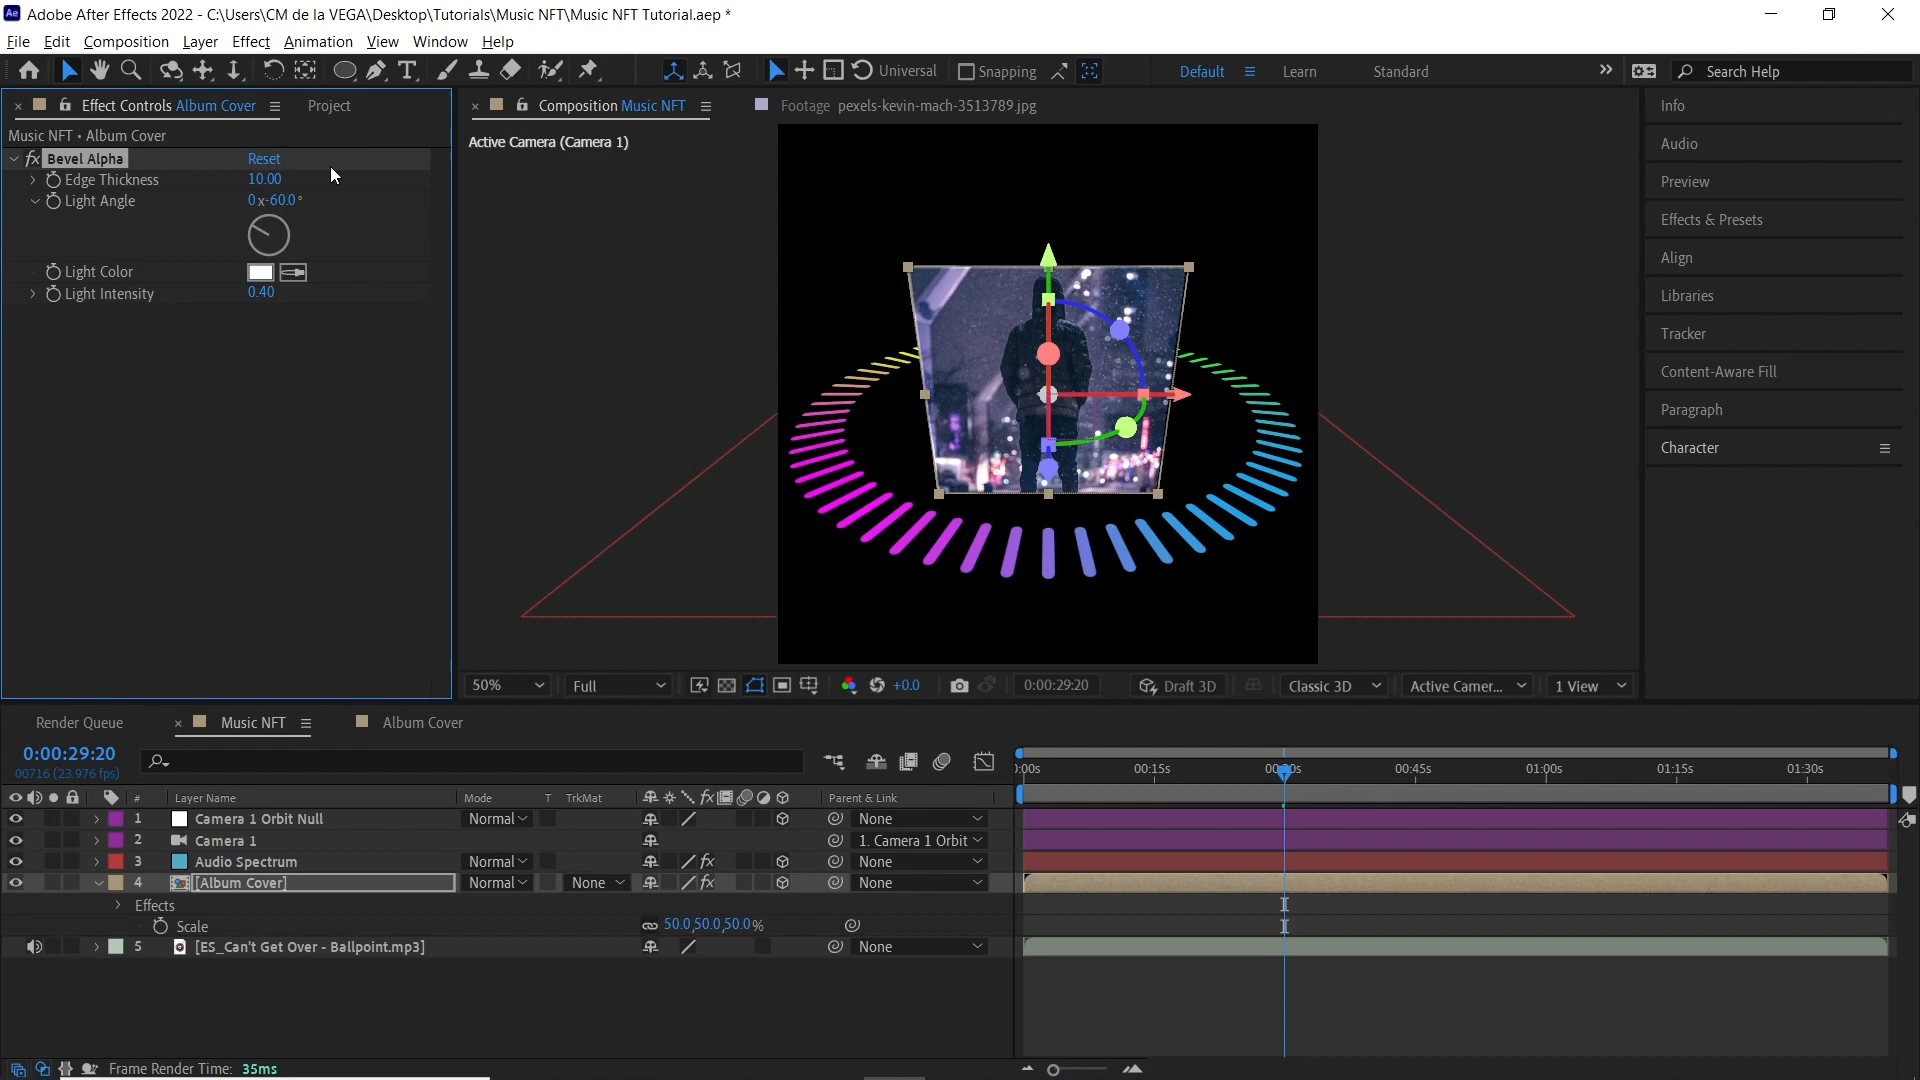 Ae Adobe After Effects 2022 - C:\Users\CM de la VEGA\Desktop\Tutorials\Music NFT\Music NFT Tutorial.aep *
File Edit Composition Layer Effect Animation View Window Help
Universal Snapping Default Learn Standard Search Help
Effect Controls Album Cover Project
Composition Music NFT Footage pexels-kevin-mach-3513789.jpg
Music NFT • Album Cover
fx Bevel Alpha Reset
Edge Thickness 10.00
Light Angle 0x-60.0°
Light Color
Light Intensity 0.40
Active Camera (Camera 1)
Info
Audio
Preview
Effects & Presets
Align
Libraries
Tracker
Content-Aware Fill
Paragraph
Character
50% Full +0.0 0:00:29:20 Draft 3D Classic 3D Active Camer... 1 View
Render Queue Music NFT Album Cover
0:00:29:20
00716 (23.976 fps)
# Layer Name Mode T TrkMat fx Parent & Link
:00s 00:15s 00:30s 00:45s 01:00s 01:15s 01:30s
1 Camera 1 Orbit Null Normal None
2 Camera 1 1. Camera 1 Orbit
3 Audio Spectrum Normal fx None
4 [Album Cover] Normal None fx None
Effects
Scale 50.0,50.0,50.0%
5 [ES_Can't Get Over - Ballpoint.mp3] None
Frame Render Time: 35ms